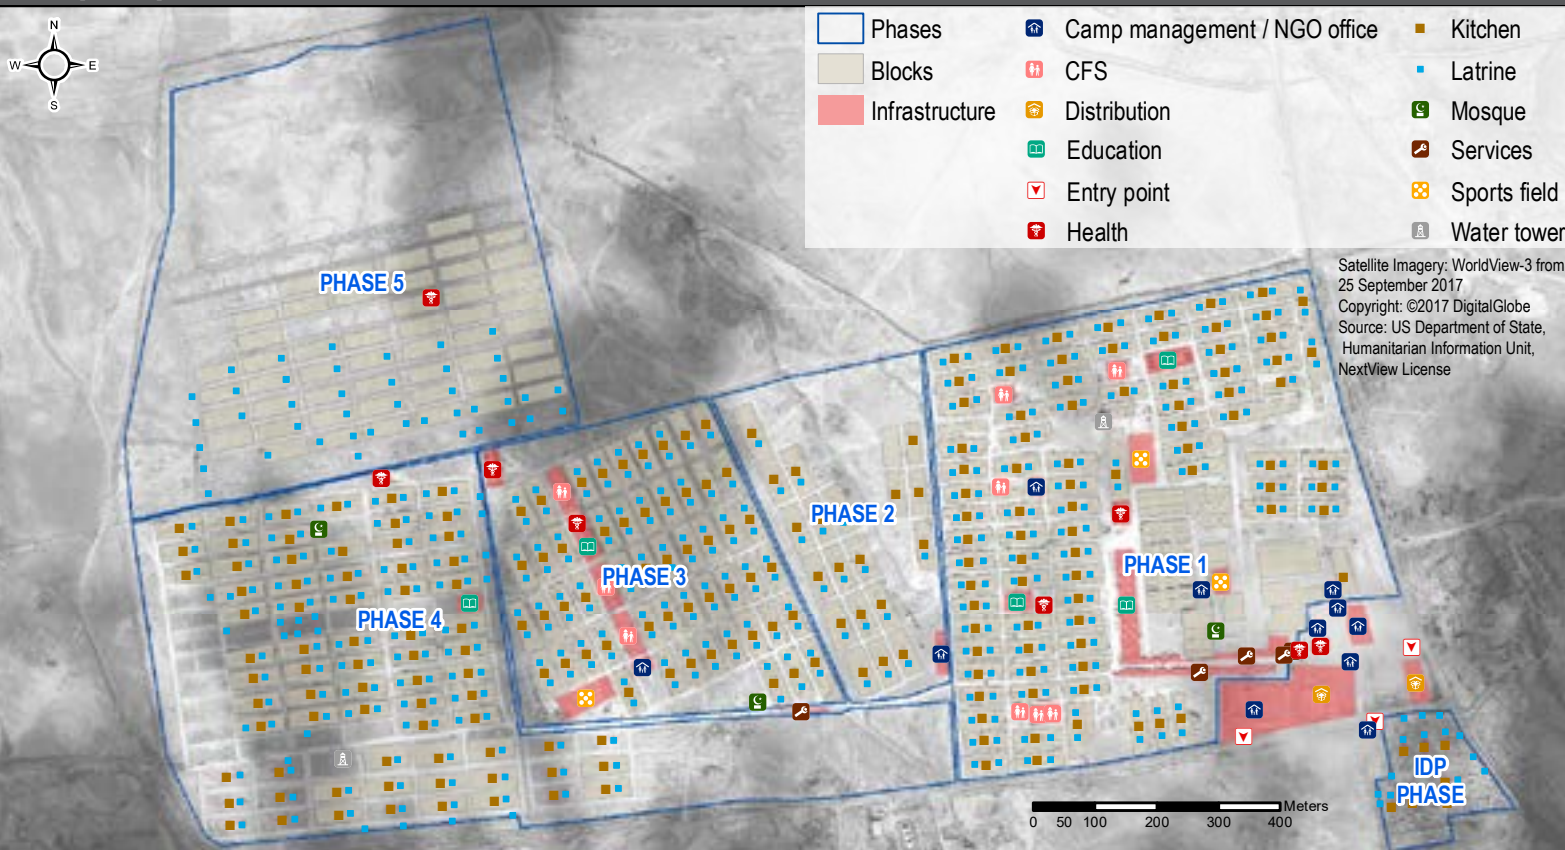 N
W
E
S
Phases
Blocks
Infrastructure
Camp management / NGO office
CFS
Distribution
Education
Entry point
Health
Kitchen
Latrine
Mosque
Services
Sports field
Water tower
Satellite Imagery: WorldView-3 from
25 September 2017
Copyright: ©2017 DigitalGlobe
Source: US Department of State,
Humanitarian Information Unit,
NextView License
PHASE 5
PHASE 2
PHASE 1
PHASE 3
PHASE 4
IDP
PHASE
Meters
0 50 100 200 300 400